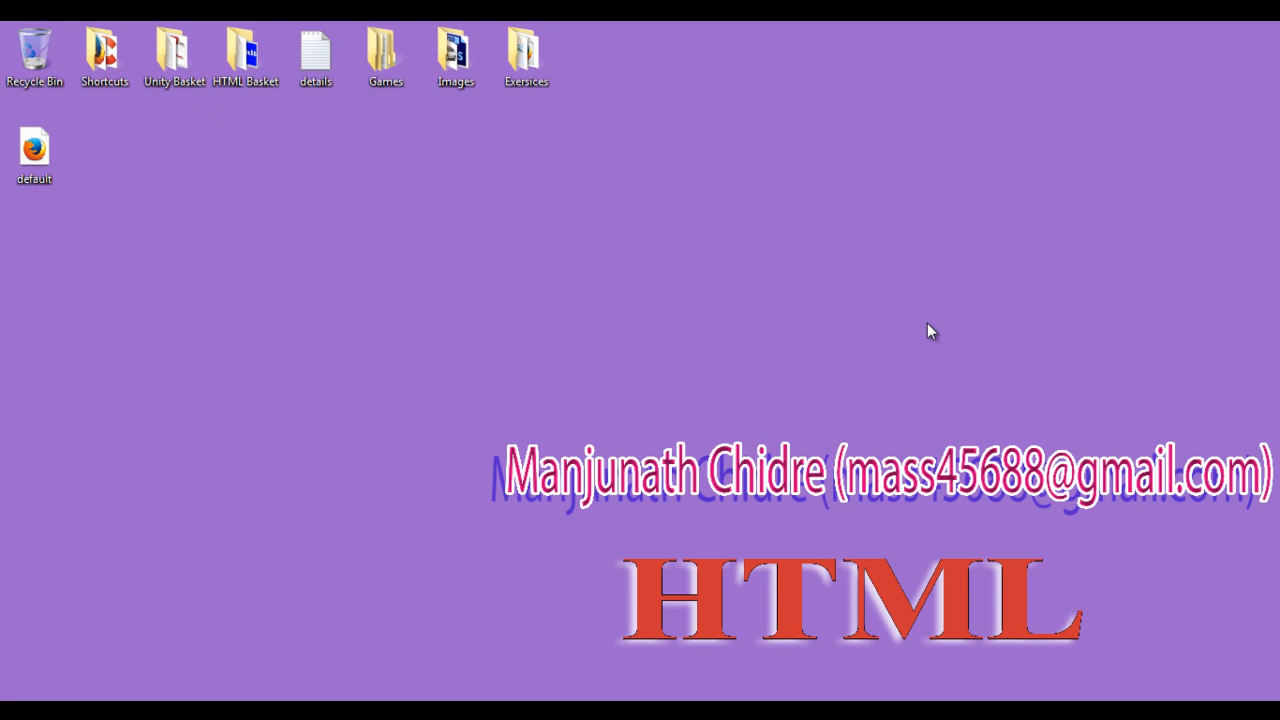 Recycle Bin
Shortcuts
Unity Basket
HTML Basket
details
Games
Images
Exersices
default
Manjunath Chidre (mass45688@gmail.com)
HTML